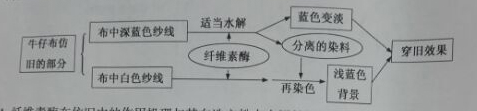 牛仔布仿
旧的部分
布中深蓝色纱线
适当水解
蓝色变淡
纤维素酶
分离的染料
穿旧效果
布中白色纱线
再染色
浅蓝色
背景